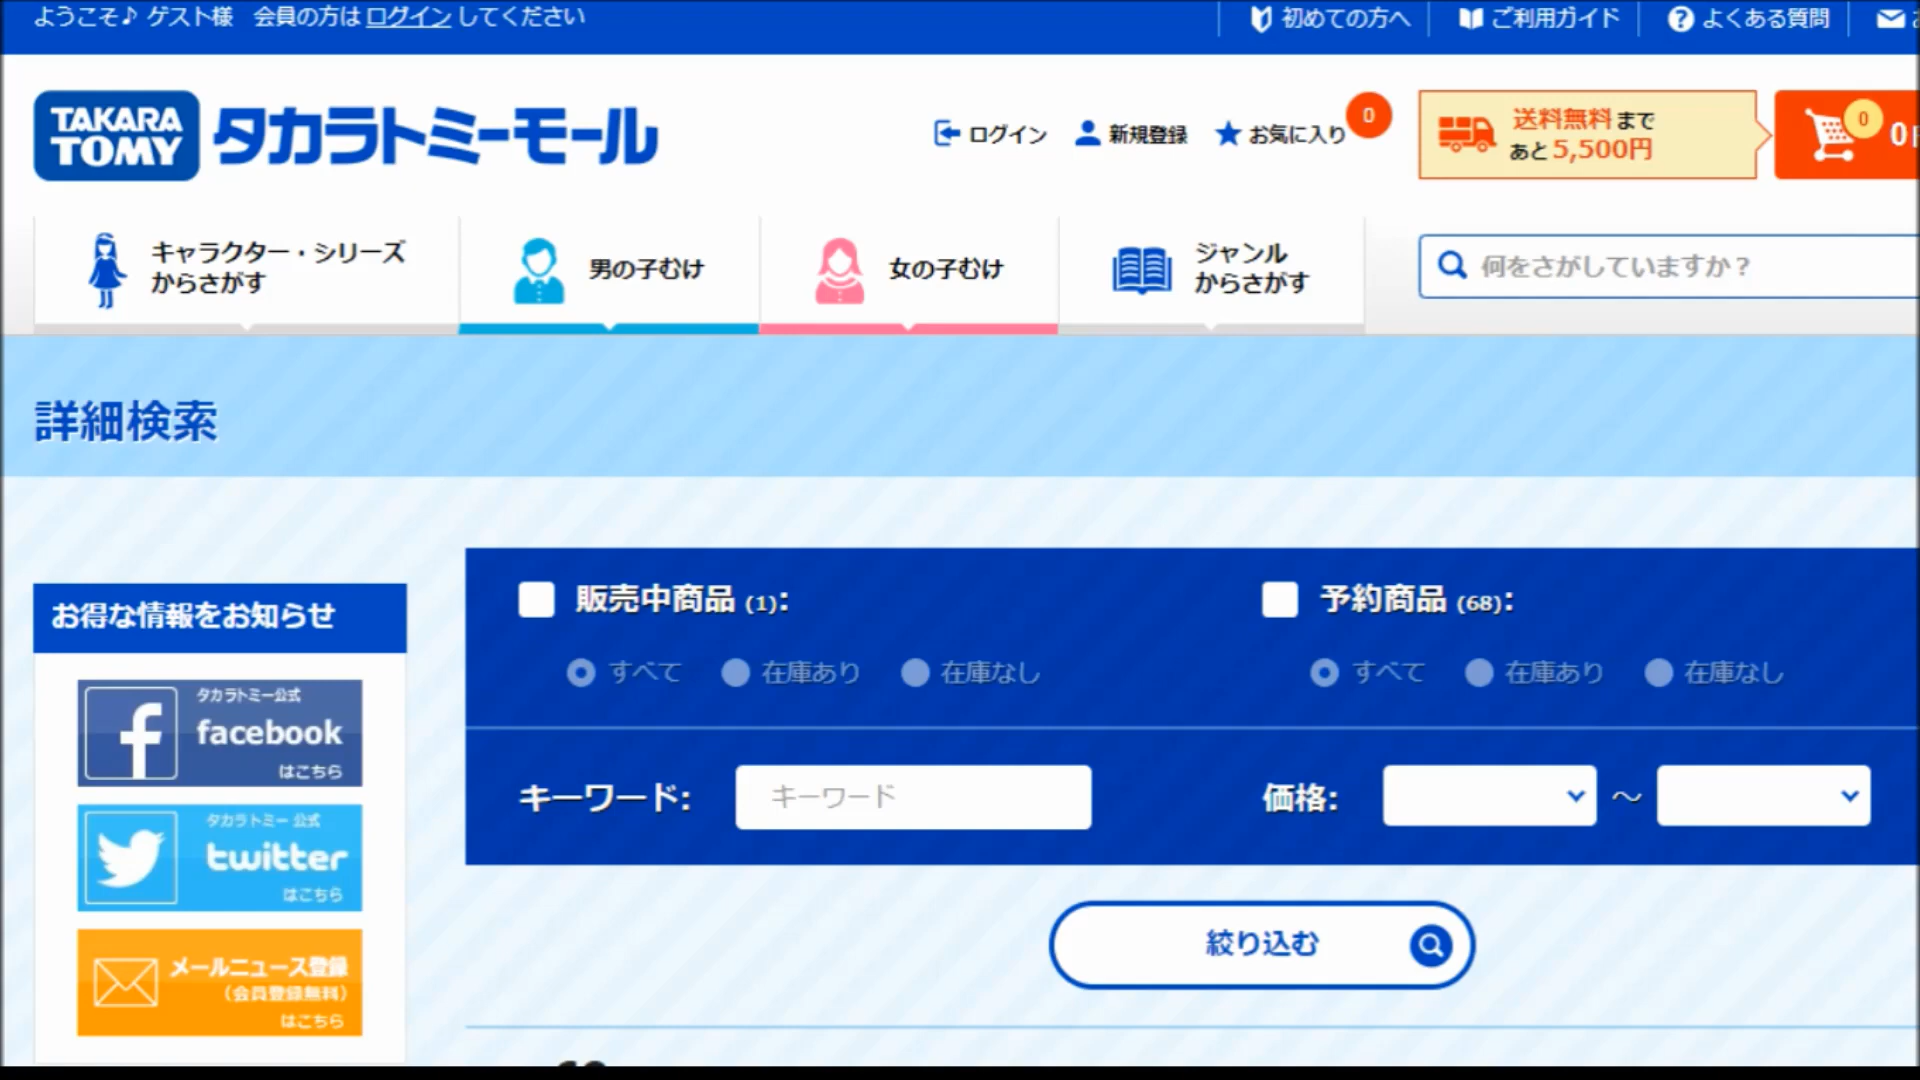 ようこそ♪ ゲスト様 会員の方は ログイン してください
初めての方へ
ご利用ガイド
よくある質問
TAKARA
TOMY
タカラトミーモール
ログイン
新規登録
お気に入り
0
送料無料まで
あと5,500円
0
0
キャラクター・シリーズ
からさがす
男の子むけ
女の子むけ
ジャンル
からさがす
何をさがしていますか？
詳細検索
お得な情報をお知らせ
タカラトミー公式
facebook
はこちら
タカラトミー 公式
twitter
はこちら
メールニュース登録
（会員登録無料）
はこちら
販売中商品 (1):
すべて 在庫あり 在庫なし
予約商品 (68):
すべて 在庫あり 在庫なし
キーワード:
キーワード
価格:
～
絞り込む